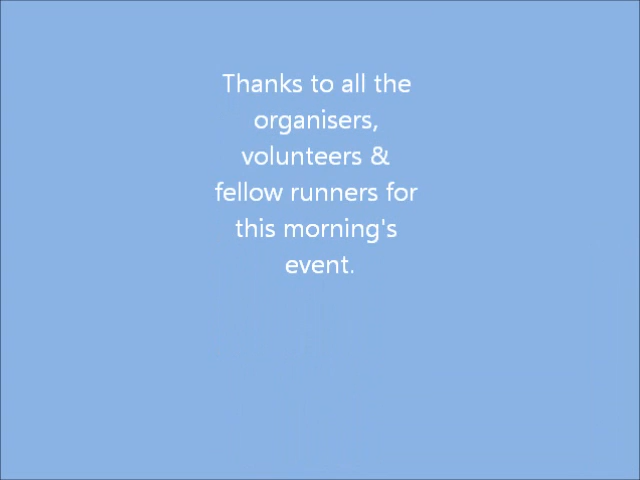 Thanks to all the
organisers,
volunteers &
fellow runners for
this morning's
event.